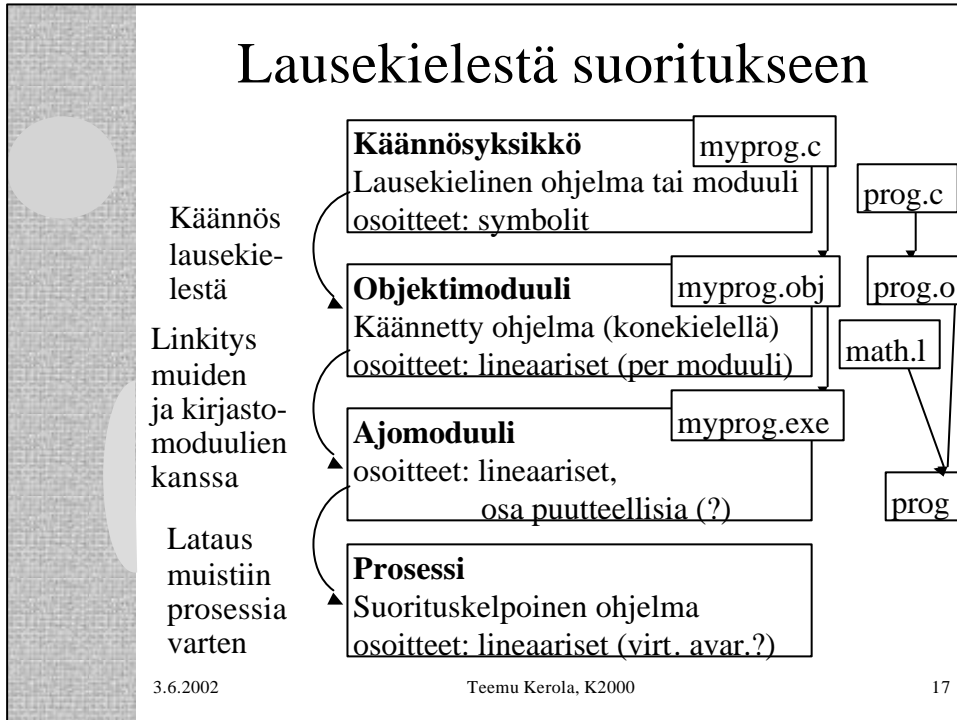 Lausekielestä suoritukseen
Käännösyksikkö
myprog.c
Lausekielinen ohjelma tai moduuli
osoitteet: symbolit
prog.c
Käännös
lausekie-
lestä
Objektimoduuli
myprog.obj
prog.o
Käännetty ohjelma (konekielellä)
osoitteet: lineaariset (per moduuli)
math.l
Linkitys
muiden
ja kirjasto-
moduulien
kanssa
Ajomoduuli
myprog.exe
osoitteet: lineaariset,
osa puutteellisia (?)
prog
Lataus
muistiin
prosessia
varten
Prosessi
Suorituskelpoinen ohjelma
osoitteet: lineaariset (virt. avar.?)
3.6.2002
Teemu Kerola, K2000
17